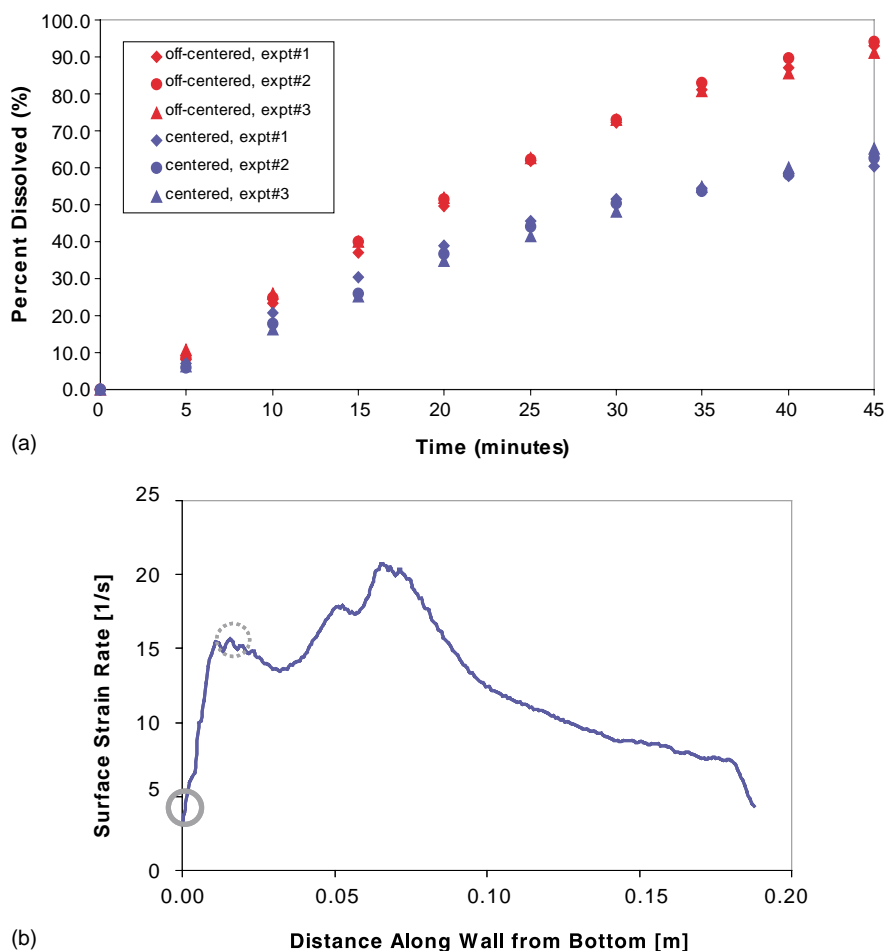 100.0
90.0
80.0
70.0
60.0
50.0
40.0
30.0
20.0
10.0
0.0
Percent Dissolved (%)
off-centered, expt#1
off-centered, expt#2
off-centered, expt#3
centered, expt#1
centered, expt#2
centered, expt#3
0 5 10 15 20 25 30 35 40 45
Time (minutes)
(a)
25
20
15
10
5
0
Surface Strain Rate [1/s]
0.00 0.05 0.10 0.15 0.20
Distance Along Wall from Bottom [m]
(b)